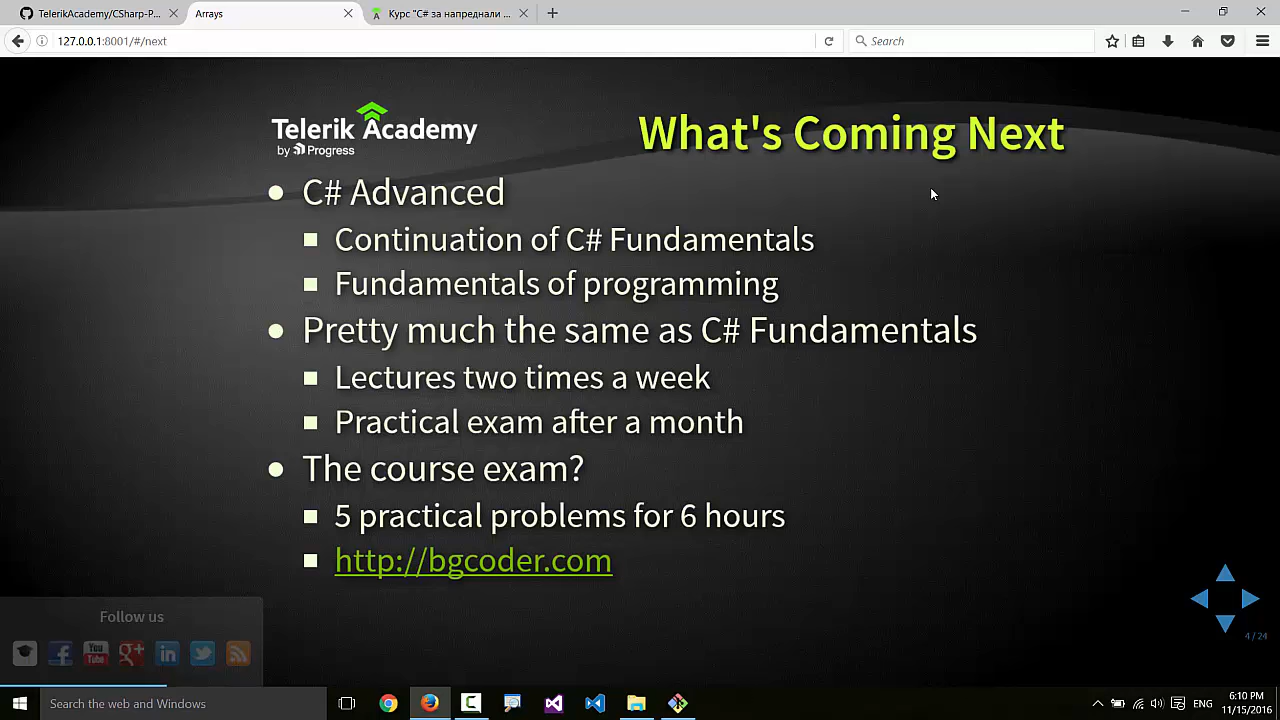 TelerikAcademy/CSharp-P...
Arrays
Курс "C# за напреднали ...
127.0.0.1:8001/#/next
Search
Telerik Academy
by Progress
What's Coming Next
C# Advanced
Continuation of C# Fundamentals
Fundamentals of programming
Pretty much the same as C# Fundamentals
Lectures two times a week
Practical exam after a month
The course exam?
5 practical problems for 6 hours
http://bgcoder.com
Follow us
You
Tube
4 / 24
Search the web and Windows
ENG
6:10 PM
11/15/2016